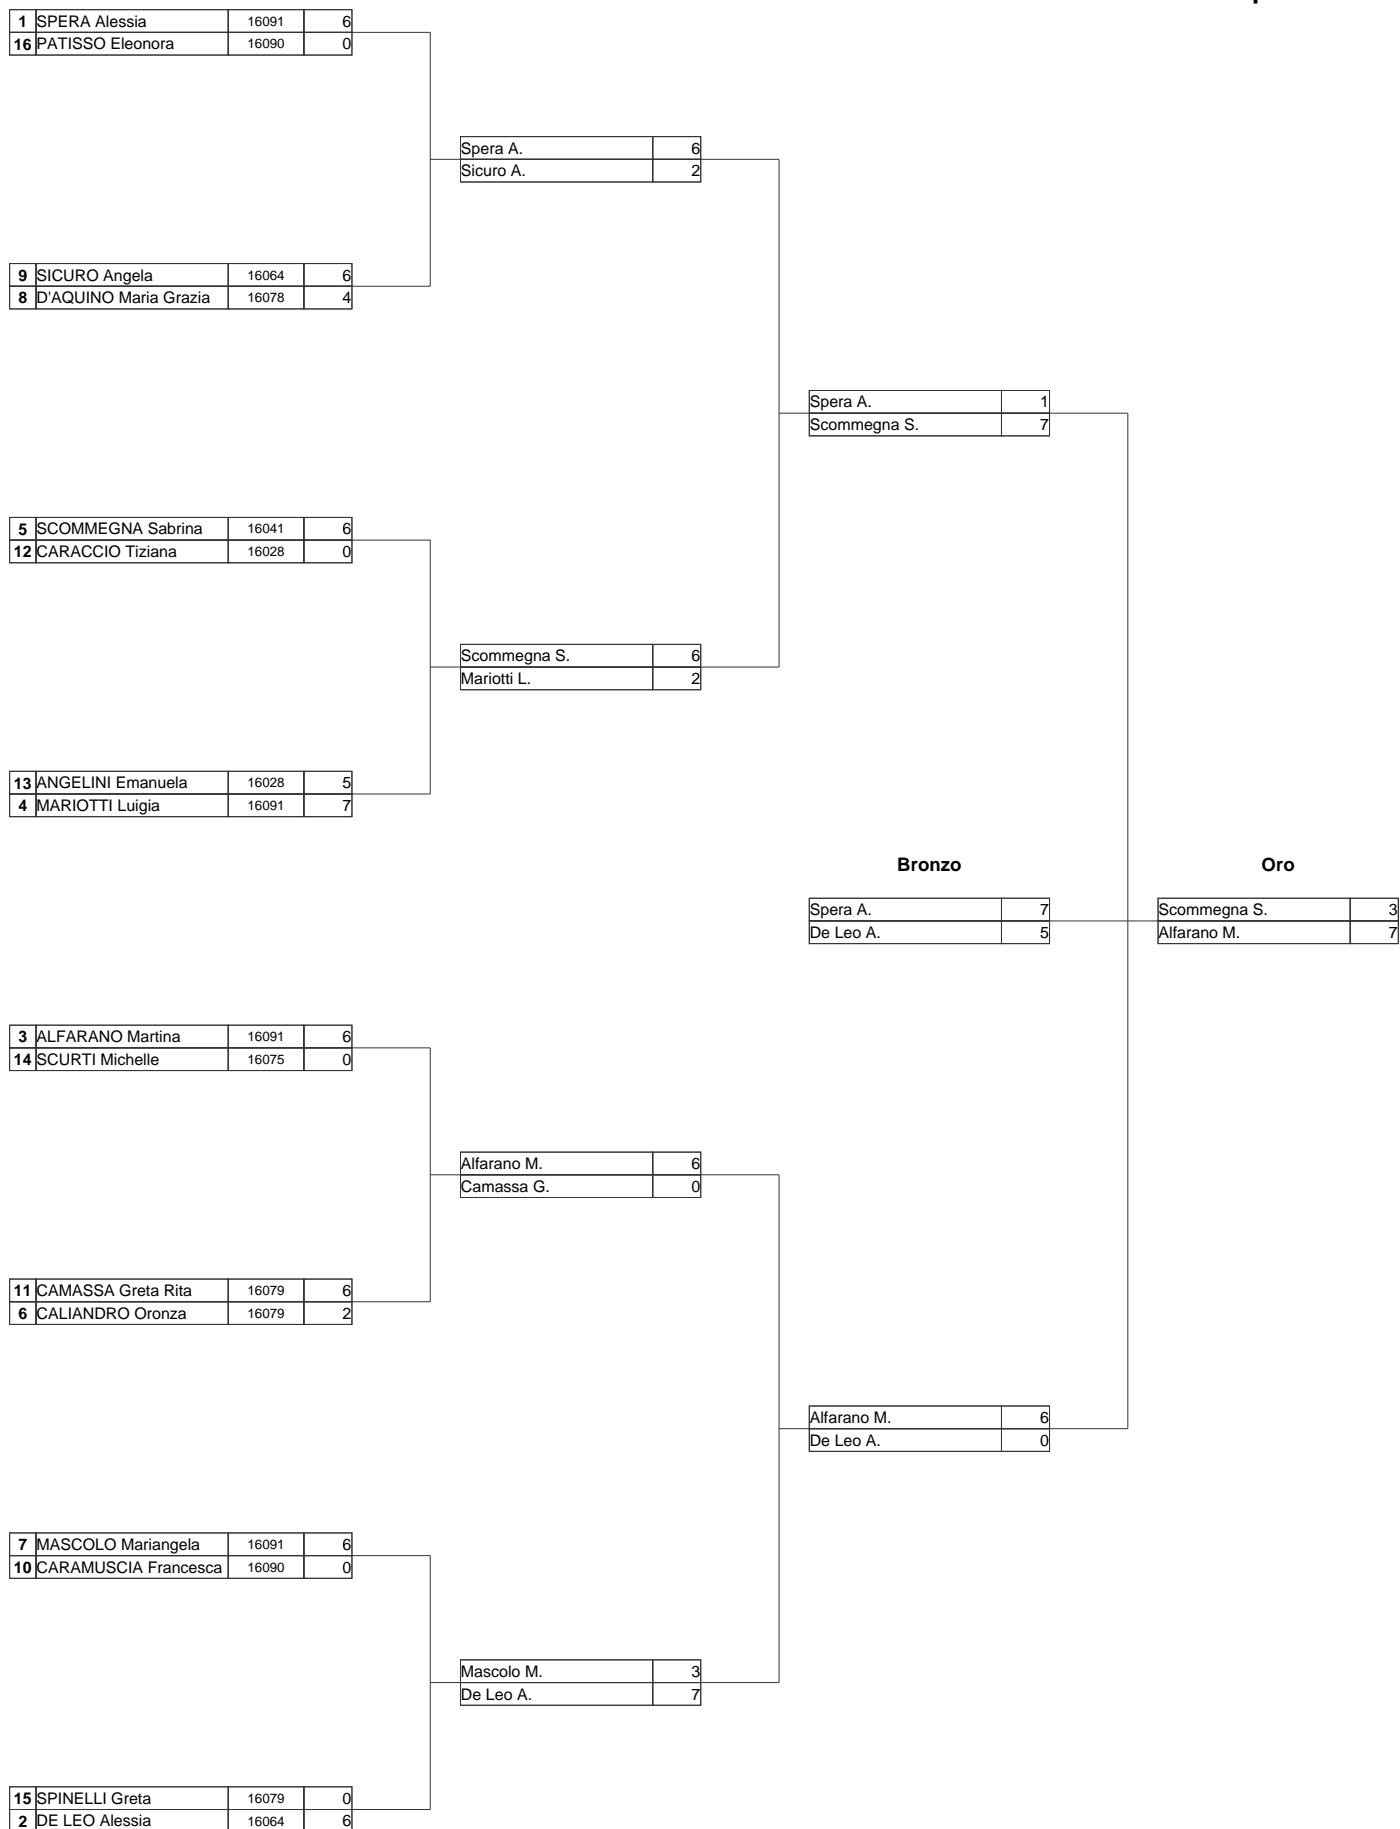 1 SPERA Alessia 16091 6
16 PATISSO Eleonora 16090 0
Spera A. 6
Sicuro A. 2
9 SICURO Angela 16064 6
8 D'AQUINO Maria Grazia 16078 4
Spera A. 1
Scommegna S. 7
5 SCOMMEGNA Sabrina 16041 6
12 CARACCIO Tiziana 16028 0
Scommegna S. 6
Mariotti L. 2
13 ANGELINI Emanuela 16028 5
4 MARIOTTI Luigia 16091 7
Bronzo Oro
Spera A. 7 Scommegna S. 3
De Leo A. 5 Alfarano M. 7
3 ALFARANO Martina 16091 6
14 SCURTI Michelle 16075 0
Alfarano M. 6
Camassa G. 0
11 CAMASSA Greta Rita 16079 6
6 CALIANDRO Oronza 16079 2
Alfarano M. 6
De Leo A. 0
7 MASCOLO Mariangela 16091 6
10 CARAMUSCIA Francesca 16090 0
Mascolo M. 3
De Leo A. 7
15 SPINELLI Greta 16079 0
2 DE LEO Alessia 16064 6